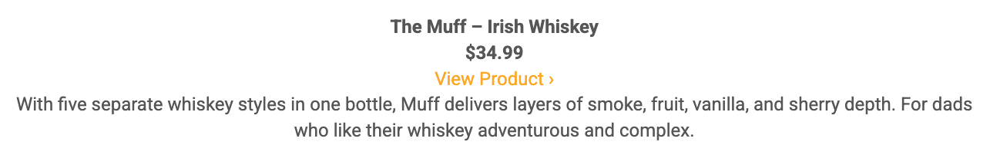 The Muff – Irish Whiskey
$34.99
View Product ›
With five separate whiskey styles in one bottle, Muff delivers layers of smoke, fruit, vanilla, and sherry depth. For dads
who like their whiskey adventurous and complex.